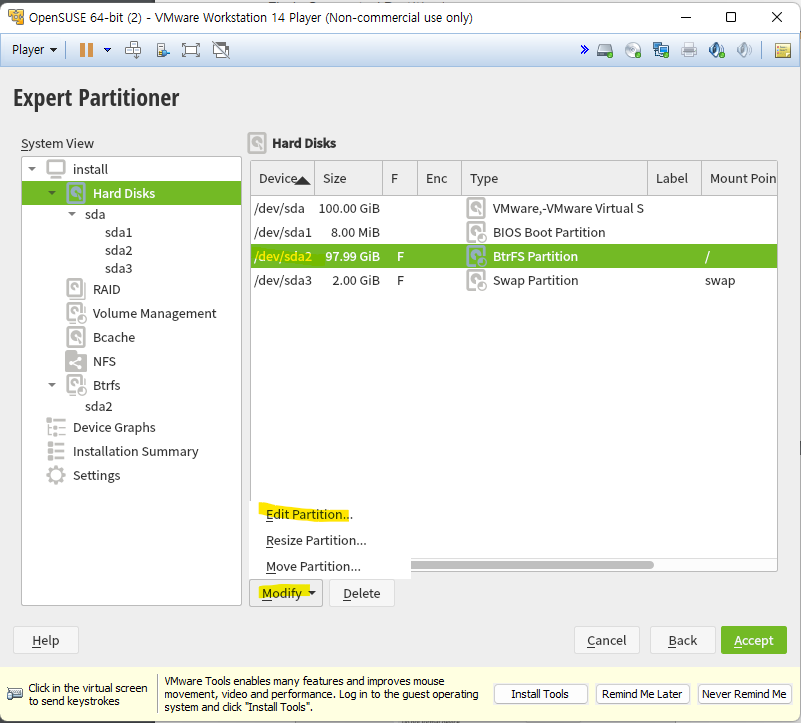 OpenSUSE 64-bit (2) - VMware Workstation 14 Player (Non-commercial use only)
Player
Expert Partitioner
System View
install
Hard Disks
sda
sda1
sda2
sda3
RAID
Volume Management
Bcache
NFS
Btrfs
sda2
Device Graphs
Installation Summary
Settings
Hard Disks
Device Size F Enc Type Label Mount Poin
/dev/sda 100.00 GiB VMware,-VMware Virtual S
/dev/sda1 8.00 MiB BIOS Boot Partition
/dev/sda2 97.99 GiB F BtrFS Partition /
/dev/sda3 2.00 GiB F Swap Partition swap
Edit Partition...
Resize Partition...
Move Partition...
Modify Delete
Help Cancel Back Accept
Click in the virtual screen
to send keystrokes
VMware Tools enables many features and improves mouse
movement, video and performance. Log in to the guest operating
system and click "Install Tools".
Install Tools Remind Me Later Never Remind Me